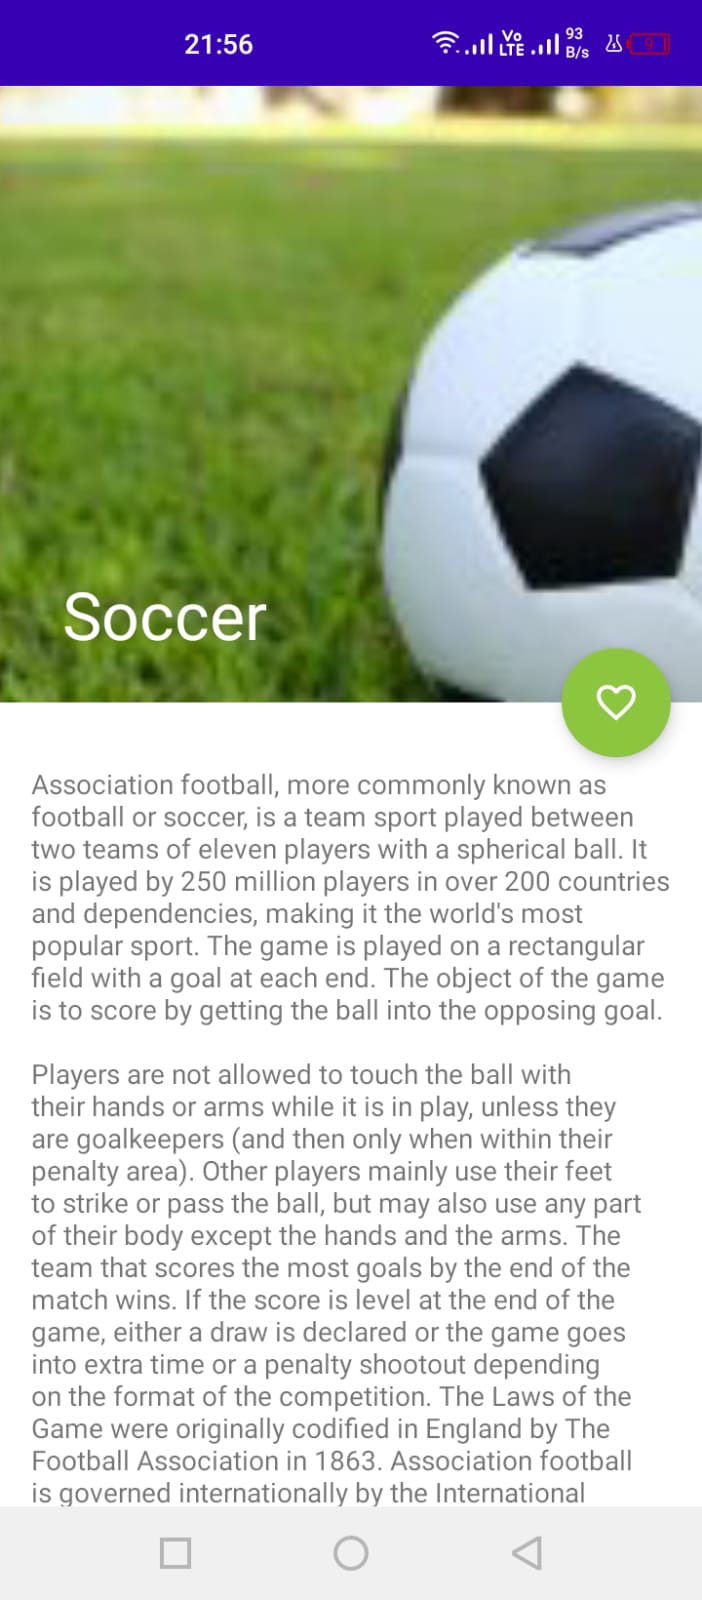 21:56
Vo
LTE
93
B/s
9
Soccer
Association football, more commonly known as
football or soccer, is a team sport played between
two teams of eleven players with a spherical ball. It
is played by 250 million players in over 200 countries
and dependencies, making it the world's most
popular sport. The game is played on a rectangular
field with a goal at each end. The object of the game
is to score by getting the ball into the opposing goal.
Players are not allowed to touch the ball with
their hands or arms while it is in play, unless they
are goalkeepers (and then only when within their
penalty area). Other players mainly use their feet
to strike or pass the ball, but may also use any part
of their body except the hands and the arms. The
team that scores the most goals by the end of the
match wins. If the score is level at the end of the
game, either a draw is declared or the game goes
into extra time or a penalty shootout depending
on the format of the competition. The Laws of the
Game were originally codified in England by The
Football Association in 1863. Association football
is governed internationally by the International